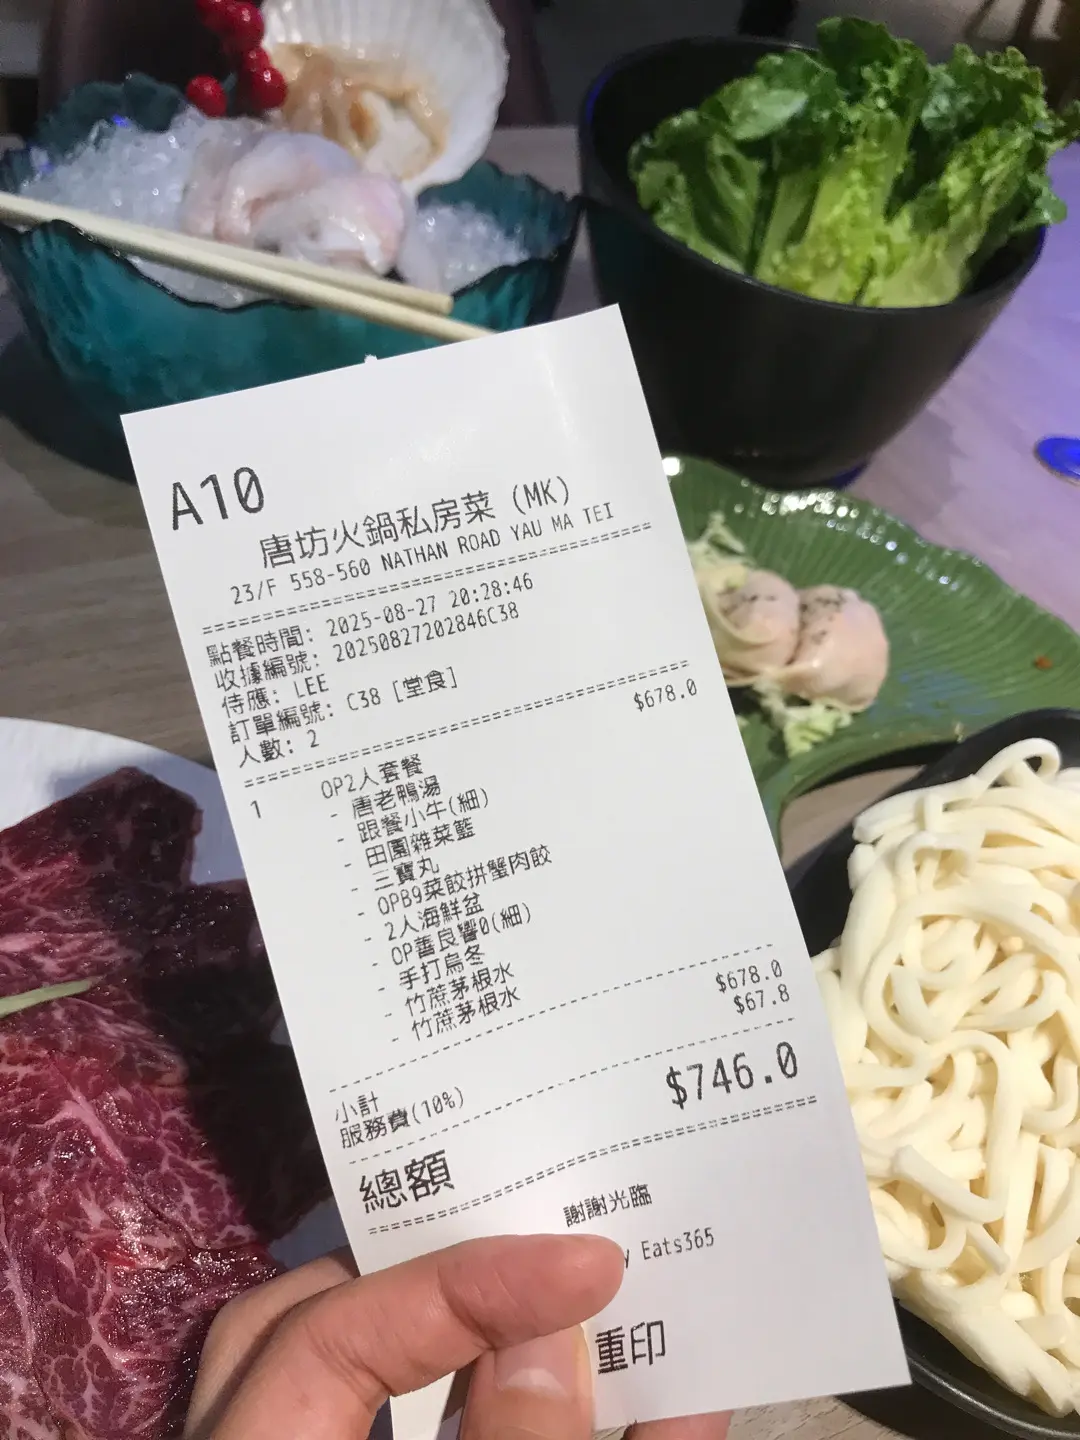 A10
唐坊火鍋私房菜 (MK)
23/F 558-560 NATHAN ROAD YAU MA TEI
點餐時間: 2025-08-27 20:28:46
收據編號: 20250827202846C38
侍應: LEE
訂單編號: C38 [堂食]
人數: 2
1 OP2人套餐 $678.0
- 唐老鴨湯
- 跟餐小牛(細)
- 田園雜菜籃
- 三寶丸
- OPB9菜餃拼蟹肉餃
- 2人海鮮盆
- OP善良響0(細)
- 手打烏冬
- 竹蔗茅根水
- 竹蔗茅根水
小計 $678.0
服務費(10%) $67.8
總額 $746.0
謝謝光臨
y Eats365
重印